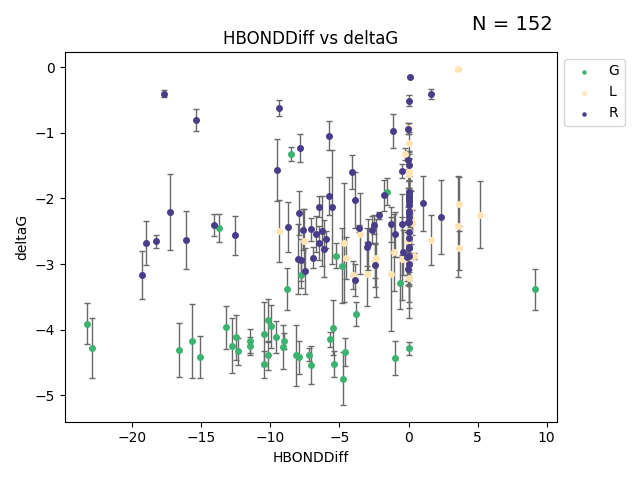 N = 152
HBONDDiff vs deltaG
G
L
R
deltaG
0
−1
−2
−3
−4
−5
−20
−15
−10
−5
0
5
10
HBONDDiff